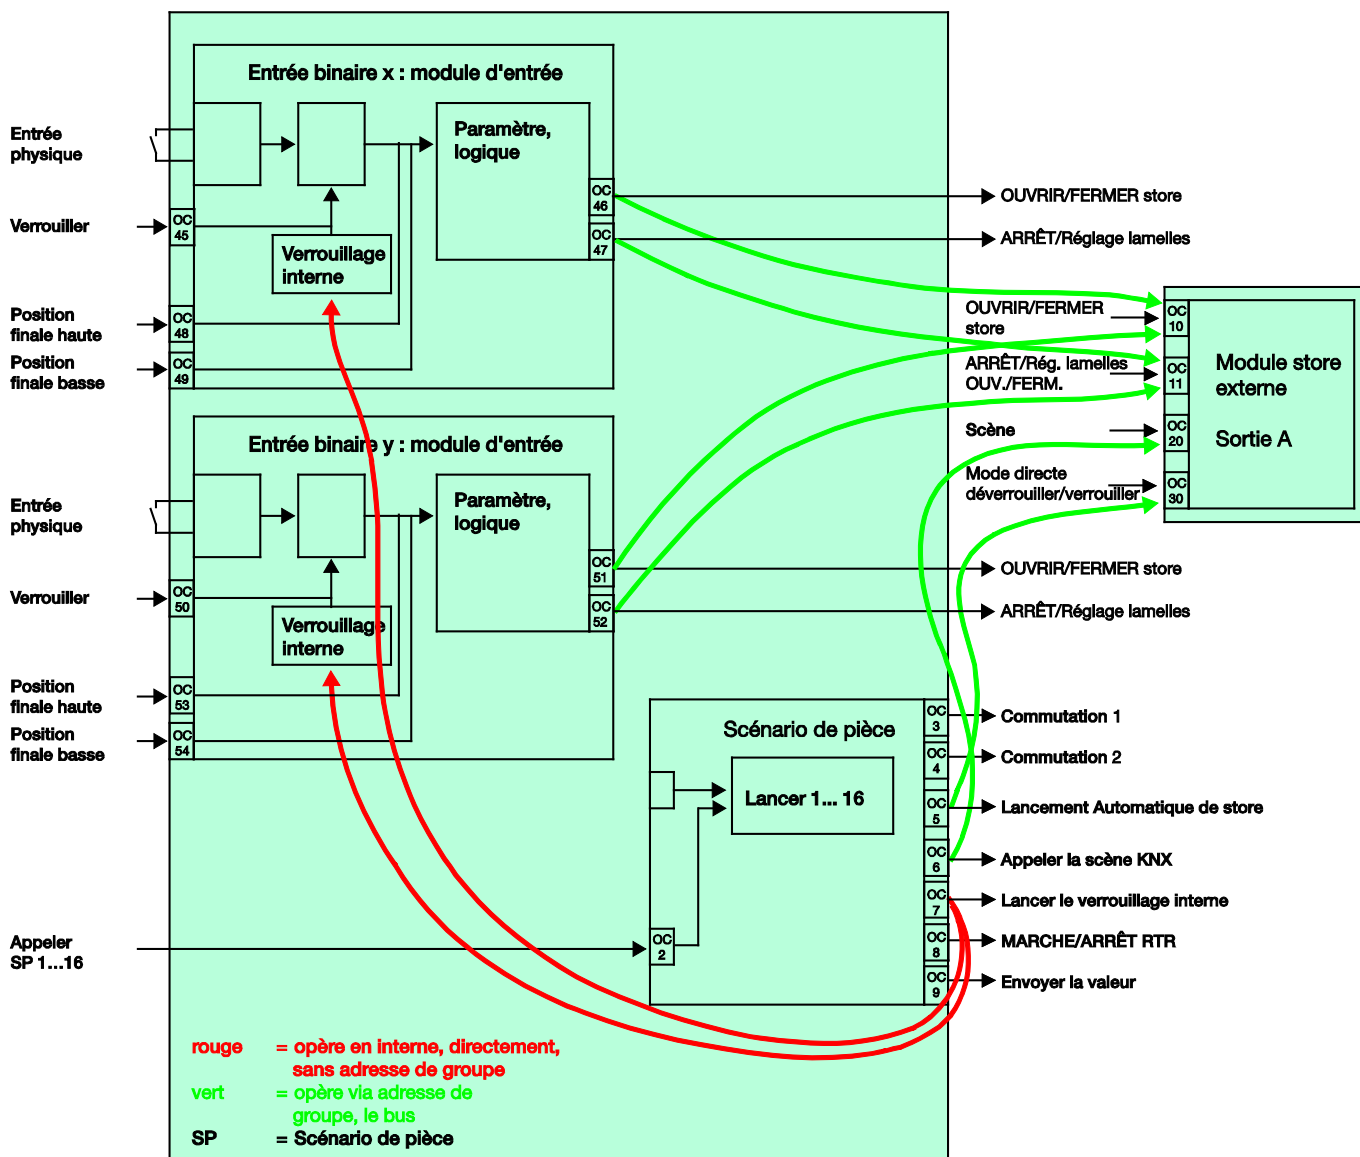 Entrée binaire x : module d'entrée
Entrée
physique
Paramètre,
logique
Verrouiller
OC
45
Verrouillage
interne
OC
46
OUVRIR/FERMER store
OC
47
ARRÊT/Réglage lamelles
Position
finale haute
OC
48
Position
finale basse
OC
49
OUVRIR/FERMER
store
OC
10
ARRÊT/Rég. lamelles
OUV./FERM.
OC
11
Scène
OC
20
Mode directe
déverrouiller/verrouiller
OC
30
Module store
externe
Sortie A
Entrée binaire y : module d'entrée
Entrée
physique
Paramètre,
logique
Verrouiller
OC
50
Verrouillage
interne
OC
51
OUVRIR/FERMER store
OC
52
ARRÊT/Réglage lamelles
Position
finale haute
OC
53
Position
finale basse
OC
54
Scénario de pièce
Lancer 1... 16
OC
3
Commutation 1
OC
4
Commutation 2
OC
5
Lancement Automatique de store
OC
6
Appeler la scène KNX
OC
7
Lancer le verrouillage interne
OC
8
MARCHE/ARRÊT RTR
OC
9
Envoyer la valeur
Appeler
SP 1...16
OC
2
rouge = opère en interne, directement,
sans adresse de groupe
vert = opère via adresse de
groupe, le bus
SP = Scénario de pièce